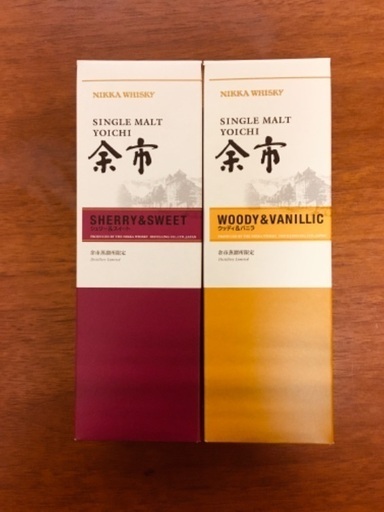 NIKKA WHISKY
SINGLE MALT
YOICHI
余市
SHERRY&SWEET
シェリー&スイート
余市蒸溜所限定
NIKKA WHISKY
SINGLE MALT
YOICHI
余市
WOODY&VANILLIC
ウッディ&バニラ
余市蒸溜所限定